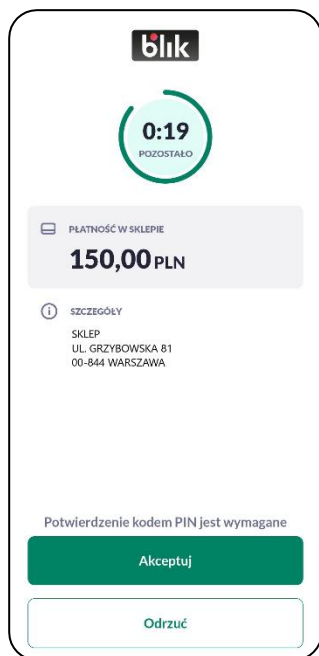 blik
0:19
POZOSTAŁO
PŁATNOŚĆ W SKLEPIE
150,00 PLN
SZCZEGÓŁY
SKLEP
UL. GRZYBOWSKA 81
00-844 WARSZAWA
Potwierdzenie kodem PIN jest wymagane
Akceptuj
Odrzuć